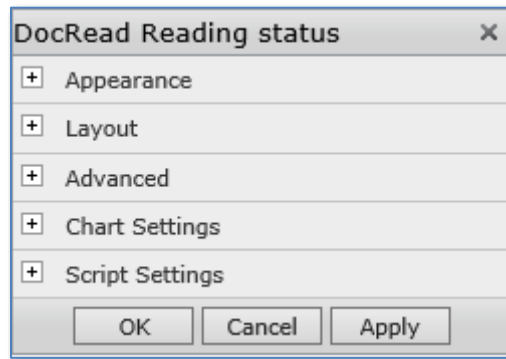 DocRead Reading status
Appearance
Layout
Advanced
Chart Settings
Script Settings
OK Cancel Apply